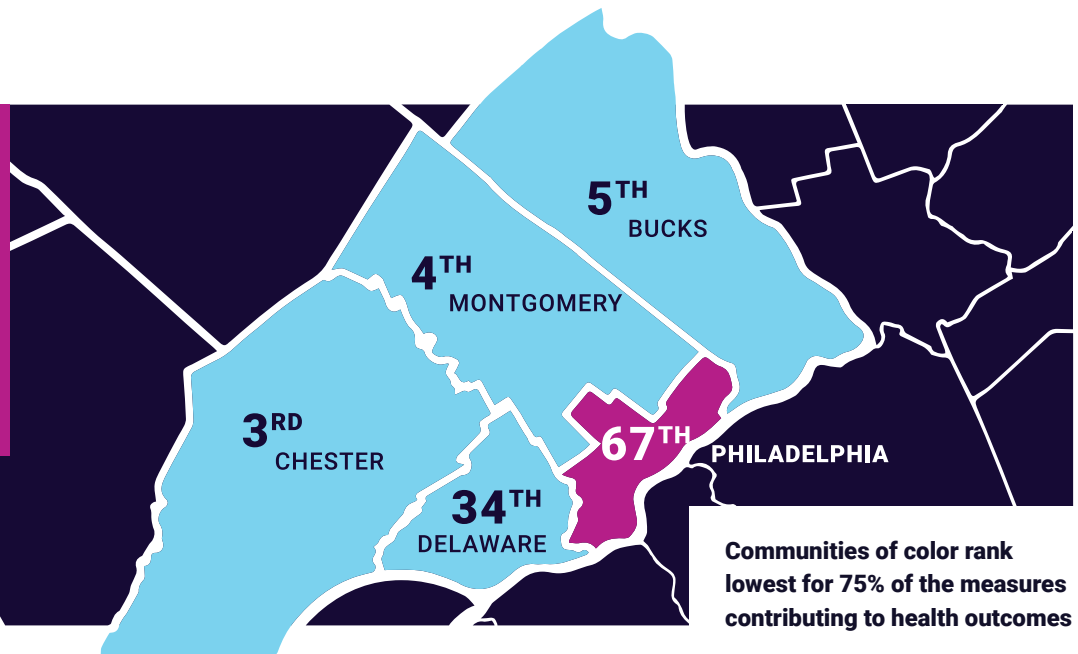 5TH
BUCKS
4TH
MONTGOMERY
3RD
CHESTER
67TH
PHILADELPHIA
34TH
DELAWARE
Communities of color rank
lowest for 75% of the measures
contributing to health outcomes